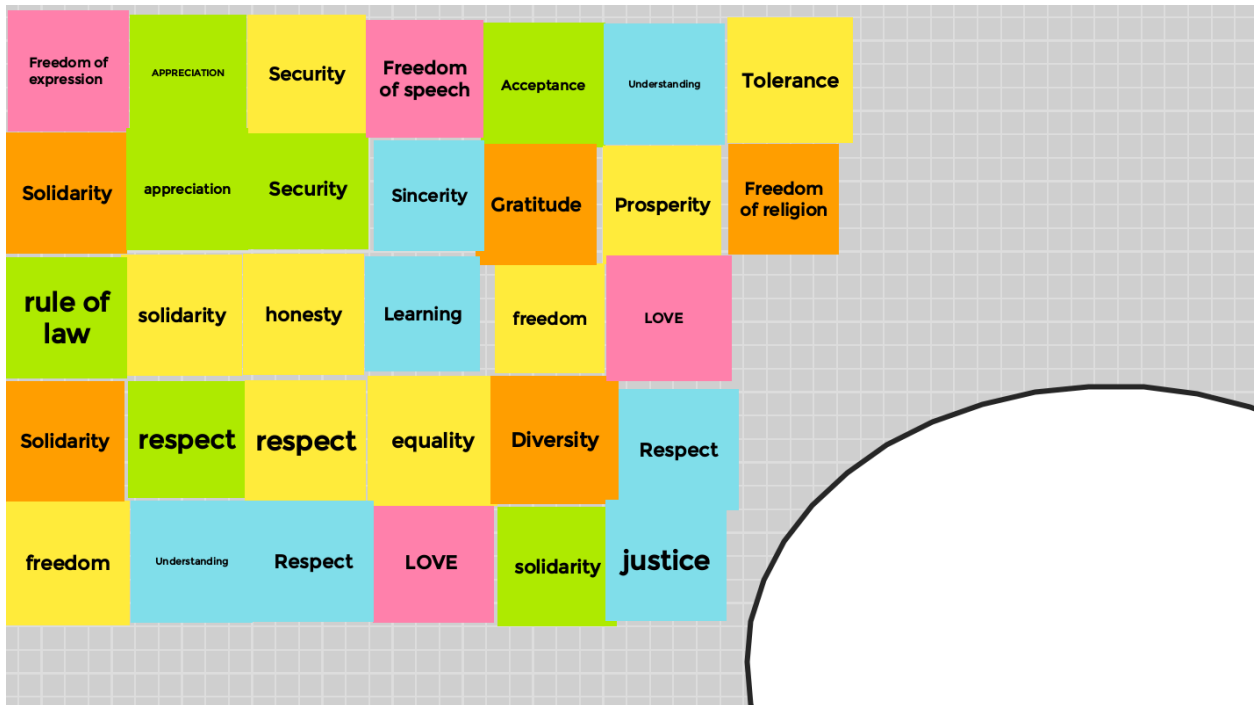 Freedom of
expression
APPRECIATION
Security
Freedom
of speech
Acceptance
Understanding
Tolerance
Solidarity
appreciation
Security
Sincerity
Gratitude
Prosperity
Freedom
of religion
rule of
law
solidarity
honesty
Learning
freedom
LOVE
Solidarity
respect
respect
equality
Diversity
Respect
freedom
Understanding
Respect
LOVE
solidarity
justice